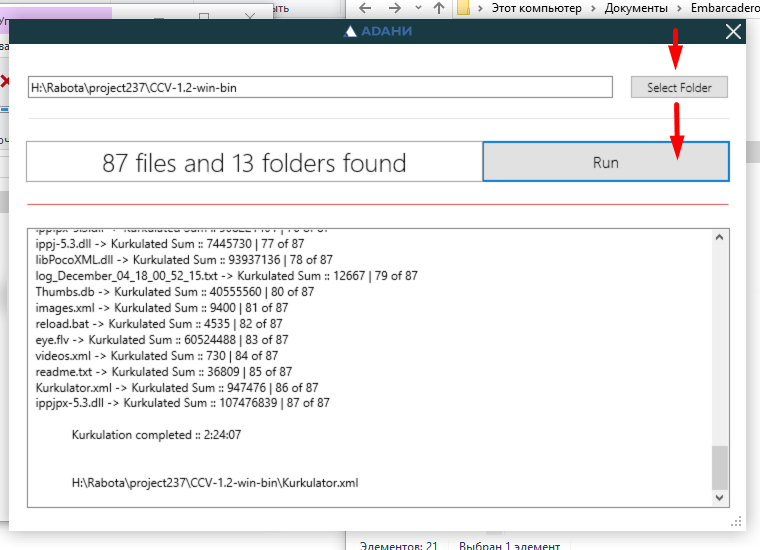 ыть
Этот компьютер > Документы > Embarcadero
ADAHИ
H:\Rabota\project237\CCV-1.2-win-bin
Select Folder
87 files and 13 folders found
Run
ippj-5.3.dll -> Kurkulated Sum :: 7445730 | 77 of 87
libPocoXML.dll -> Kurkulated Sum :: 93937136 | 78 of 87
log_December_04_18_00_52_15.txt -> Kurkulated Sum :: 12667 | 79 of 87
Thumbs.db -> Kurkulated Sum :: 40555560 | 80 of 87
images.xml -> Kurkulated Sum :: 9400 | 81 of 87
reload.bat -> Kurkulated Sum :: 4535 | 82 of 87
eye.flv -> Kurkulated Sum :: 60524488 | 83 of 87
videos.xml -> Kurkulated Sum :: 730 | 84 of 87
readme.txt -> Kurkulated Sum :: 36809 | 85 of 87
Kurkulator.xml -> Kurkulated Sum :: 947476 | 86 of 87
ippjpx-5.3.dll -> Kurkulated Sum :: 107476839 | 87 of 87
Kurkulation completed :: 2:24:07
H:\Rabota\project237\CCV-1.2-win-bin\Kurkulator.xml
Элементов: 21
Выбран 1 элемент